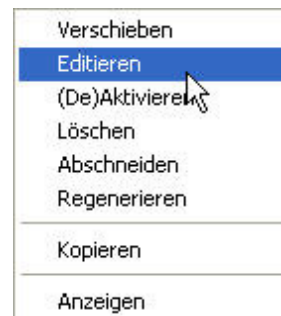 Verschieben
Editieren
(De)Aktivieren
Löschen
Abschneiden
Regenerieren
Kopieren
Anzeigen